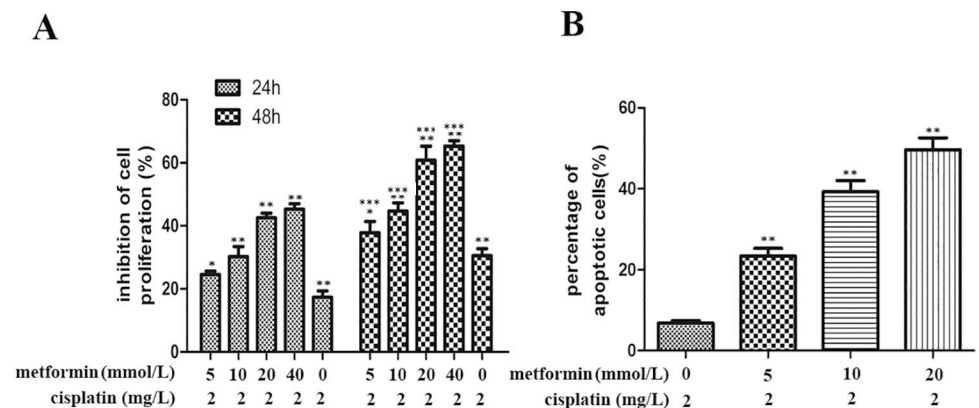 A
B
24h
48h
80
60
40
20
0
inhibition of cell
proliferation (%)
*
**
**
**
**
***
*
***
**
***
**
***
**
**
metformin (mmol/L) 5 10 20 40 0 5 10 20 40 0
cisplatin (mg/L) 2 2 2 2 2 2 2 2 2 2
60
40
20
0
percentage of
apoptotic cells(%)
**
**
**
metformin (mmol/L) 0 5 10 20
cisplatin (mg/L) 2 2 2 2